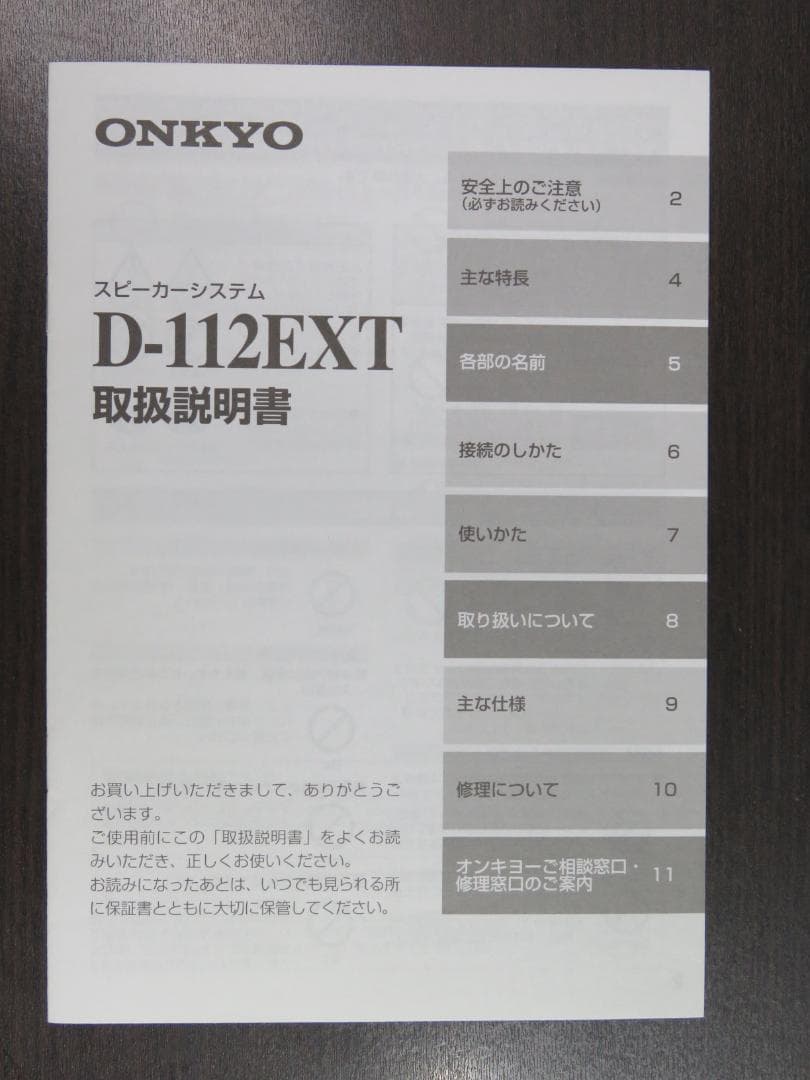 ONKYO
スピーカーシステム
D-112EXT
取扱説明書
安全上のご注意
(必ずお読みください) 2
主な特長 4
各部の名前 5
接続のしかた 6
使いかた 7
取り扱いについて 8
主な仕様 9
修理について 10
オンキヨーご相談窓口・
修理窓口のご案内 11
お買い上げいただきまして、ありがとうご
ざいます。
ご使用前にこの「取扱説明書」をよくお読
みいただき、正しくお使いください。
お読みになったあとは、いつでも見られる所
に保証書とともに大切に保管してください。